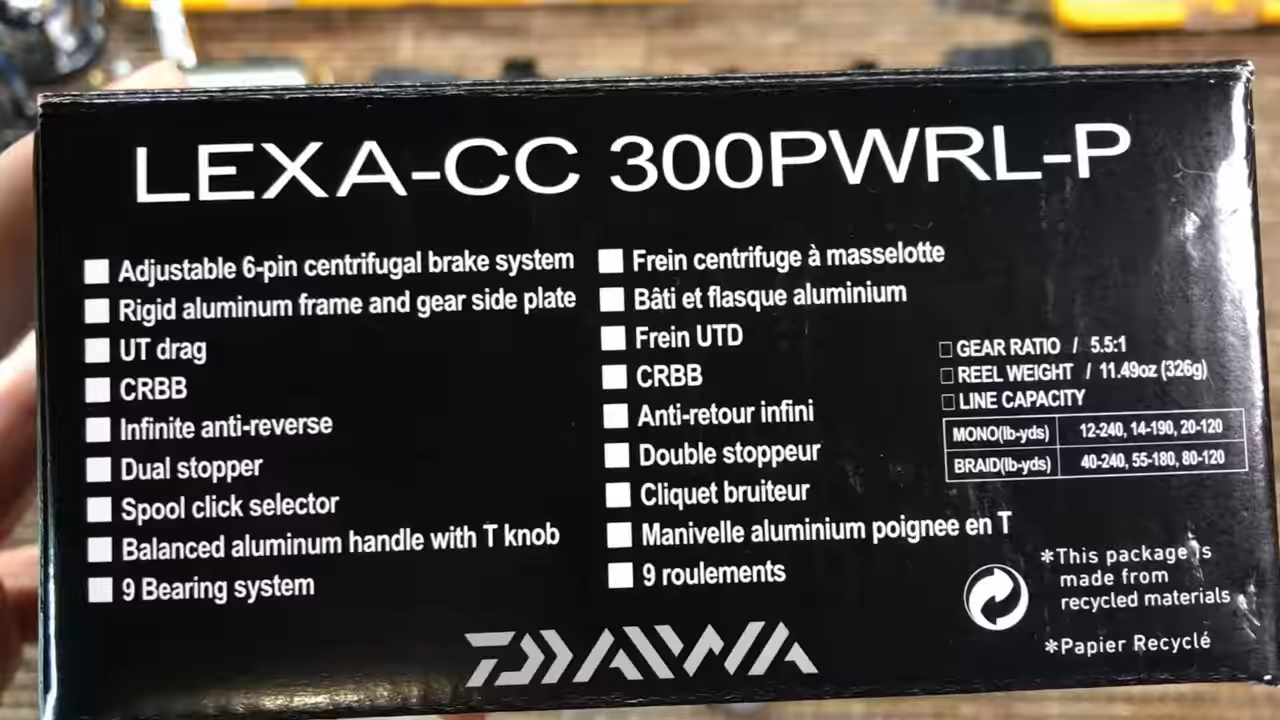 LEXA-CC 300PWRL-P
Adjustable 6-pin centrifugal brake system
Rigid aluminum frame and gear side plate
UT drag
CRBB
Infinite anti-reverse
Dual stopper
Spool click selector
Balanced aluminum handle with T knob
9 Bearing system
Frein centrifuge à masselotte
Bâti et flasque aluminium
Frein UTD
CRBB
Anti-retour infini
Double stoppeur
Cliquet bruiteur
Manivelle aluminium poignee en T
9 roulements
GEAR RATIO / 5.5:1
REEL WEIGHT / 11.49oz (326g)
LINE CAPACITY
MONO(lb-yds) 12-240, 14-190, 20-120
BRAID(lb-yds) 40-240, 55-180, 80-120
*This package is
made from
recycled materials
*Papier Recyclé
DAIWA